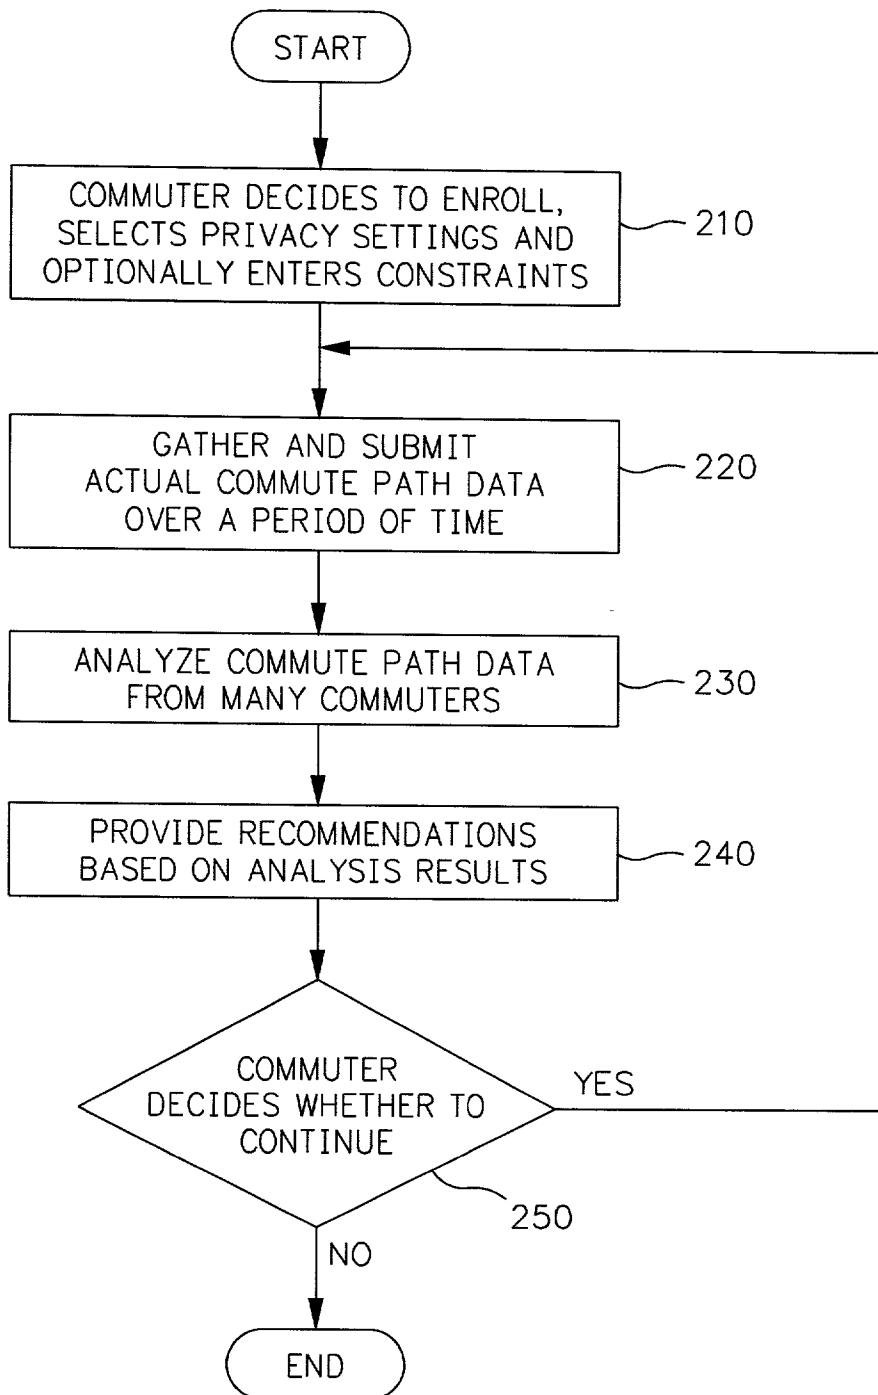 START
COMMUTER DECIDES TO ENROLL,
SELECTS PRIVACY SETTINGS AND
OPTIONALLY ENTERS CONSTRAINTS
210
GATHER AND SUBMIT
ACTUAL COMMUTE PATH DATA
OVER A PERIOD OF TIME
220
ANALYZE COMMUTE PATH DATA
FROM MANY COMMUTERS
230
PROVIDE RECOMMENDATIONS
BASED ON ANALYSIS RESULTS
240
COMMUTER
DECIDES WHETHER TO
CONTINUE
YES
250
NO
END